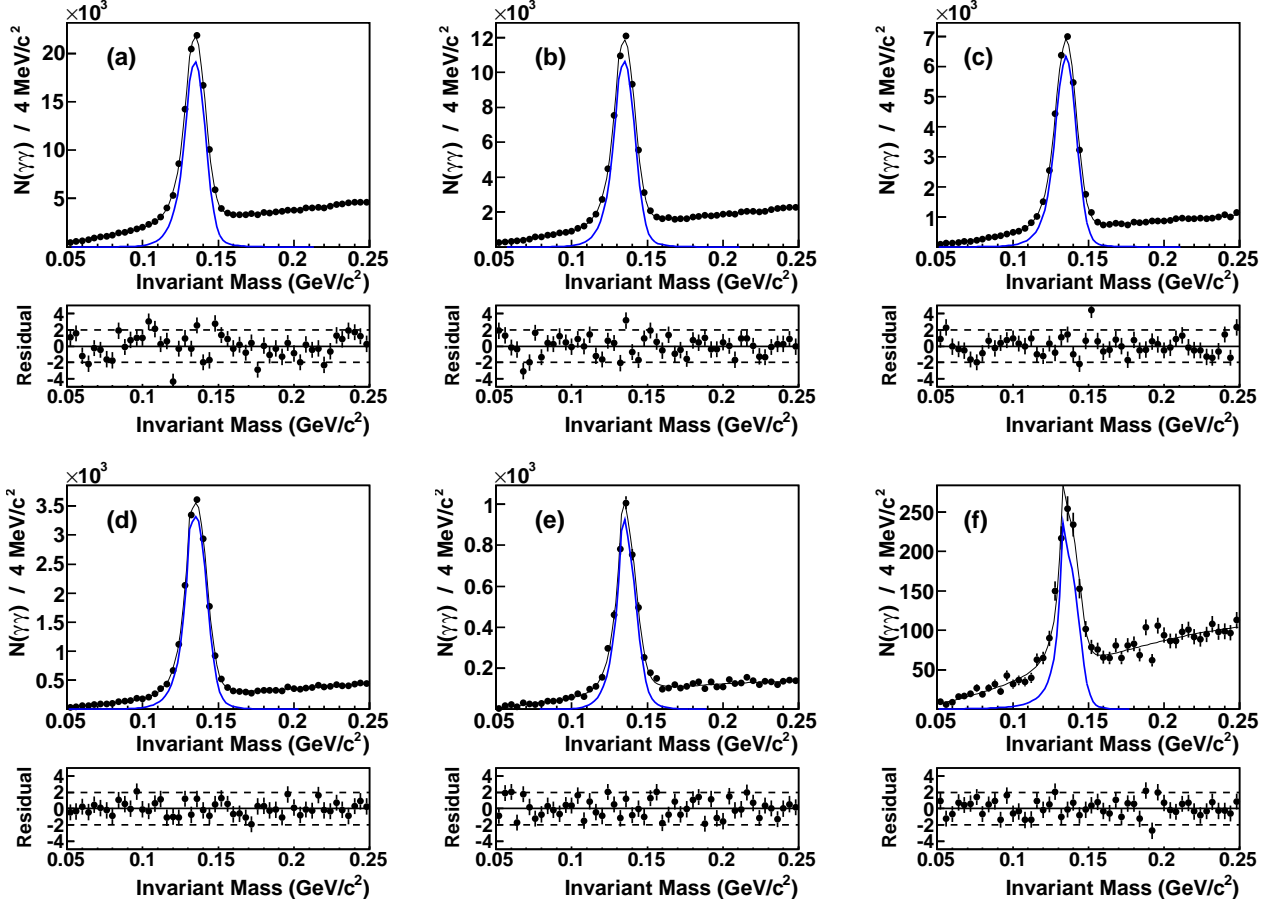 ×10³
N(γγ) / 4 MeV/c²
(a)
20
15
10
5
0.05 0.1 0.15 0.2 0.25
Invariant Mass (GeV/c²)
Residual
4
2
0
-2
-4
0.05 0.1 0.15 0.2 0.25
Invariant Mass (GeV/c²)
×10³
N(γγ) / 4 MeV/c²
(b)
12
10
8
6
4
2
0.05 0.1 0.15 0.2 0.25
Invariant Mass (GeV/c²)
Residual
4
2
0
-2
-4
0.05 0.1 0.15 0.2 0.25
Invariant Mass (GeV/c²)
×10³
N(γγ) / 4 MeV/c²
(c)
7
6
5
4
3
2
1
0.05 0.1 0.15 0.2 0.25
Invariant Mass (GeV/c²)
Residual
4
2
0
-2
-4
0.05 0.1 0.15 0.2 0.25
Invariant Mass (GeV/c²)
×10³
N(γγ) / 4 MeV/c²
(d)
3.5
3
2.5
2
1.5
1
0.5
0.05 0.1 0.15 0.2 0.25
Invariant Mass (GeV/c²)
Residual
4
2
0
-2
-4
0.05 0.1 0.15 0.2 0.25
Invariant Mass (GeV/c²)
×10³
N(γγ) / 4 MeV/c²
(e)
1
0.8
0.6
0.4
0.2
0.05 0.1 0.15 0.2 0.25
Invariant Mass (GeV/c²)
Residual
4
2
0
-2
-4
0.05 0.1 0.15 0.2 0.25
Invariant Mass (GeV/c²)
N(γγ) / 4 MeV/c²
(f)
250
200
150
100
50
0.05 0.1 0.15 0.2 0.25
Invariant Mass (GeV/c²)
Residual
4
2
0
-2
-4
0.05 0.1 0.15 0.2 0.25
Invariant Mass (GeV/c²)